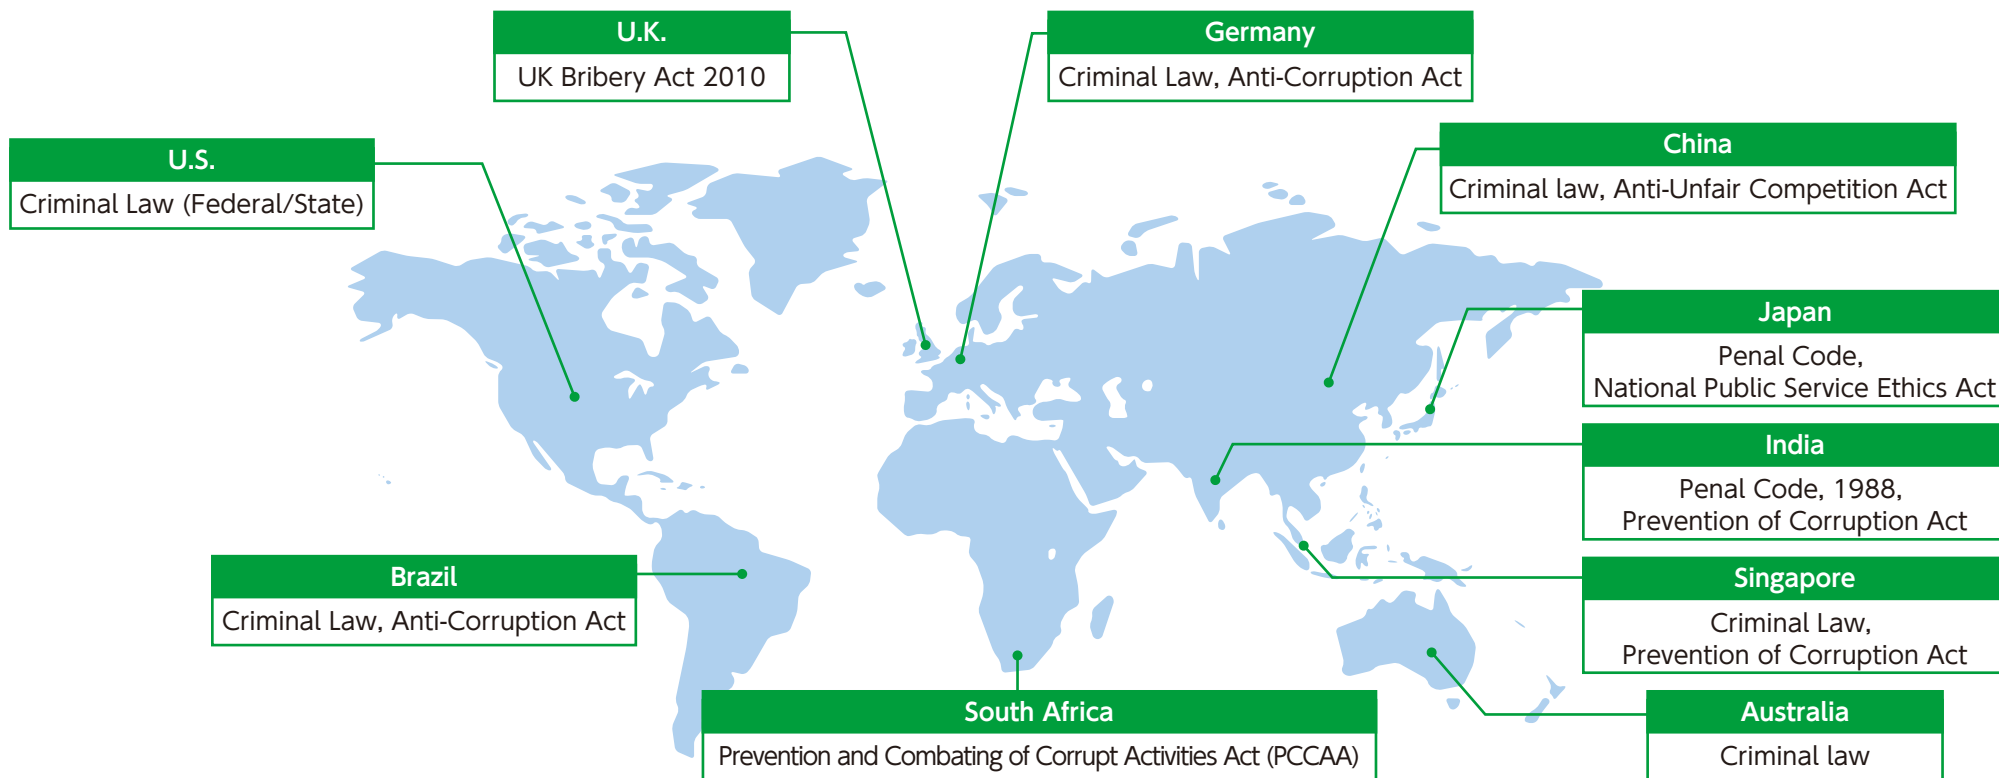 U.K.
UK Bribery Act 2010
Germany
Criminal Law, Anti-Corruption Act
U.S.
Criminal Law (Federal/State)
China
Criminal law, Anti-Unfair Competition Act
Japan
Penal Code,
National Public Service Ethics Act
India
Penal Code, 1988,
Prevention of Corruption Act
Brazil
Criminal Law, Anti-Corruption Act
Singapore
Criminal Law,
Prevention of Corruption Act
South Africa
Prevention and Combating of Corrupt Activities Act (PCCAA)
Australia
Criminal law